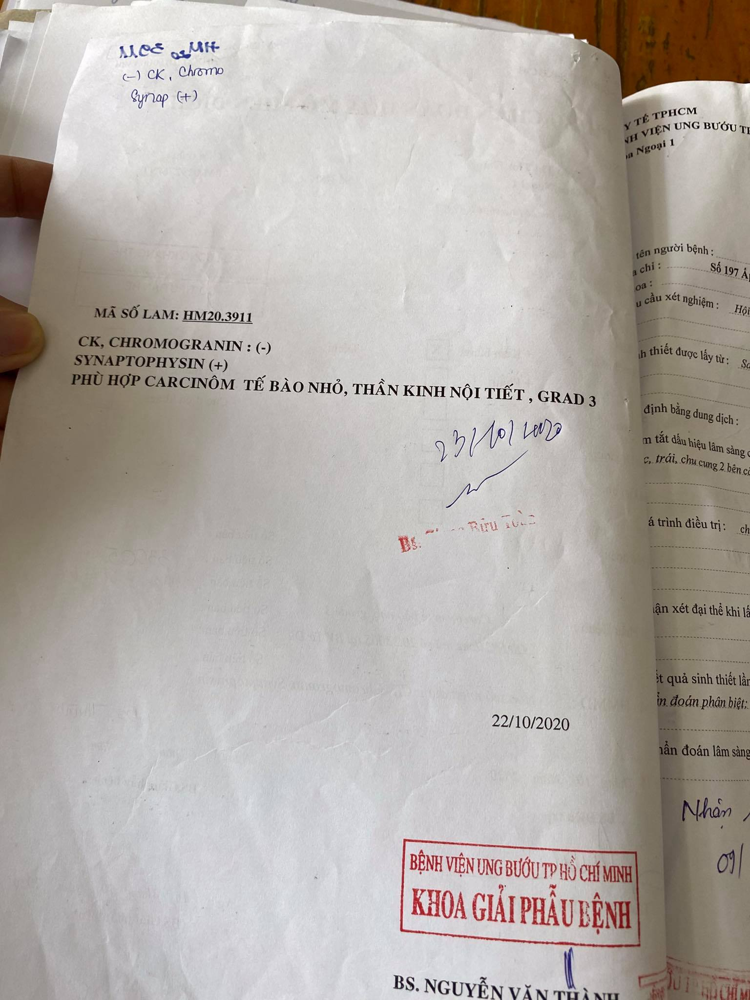 (-) CK, Chromo
Synap (+)
MÃ SỐ LAM: HM20.3911
CK, CHROMOGRANIN : (-)
SYNAPTOPHYSIN (+)
PHÙ HỢP CARCINÔM TẾ BÀO NHỎ, THẦN KINH NỘI TIẾT , GRAD 3
23/10/2020
Bs. Bửu Toàn
22/10/2020
BỆNH VIỆN UNG BƯỚU TP HỒ CHÍ MINH
KHOA GIẢI PHẪU BỆNH
BS. NGUYỄN VĂN THÀNH
Y TẾ TPHCM
NH VIỆN UNG BƯỚU TP
oa Ngoại 1
tên người bệnh :
a chỉ : Số 197 Ấp
oa :
u cầu xét nghiệm : Hội
h thiết được lấy từ :
định bằng dung dịch :
m tắt dấu hiệu lâm sàng
c, trái, chu cung 2 bên
á trình điều trị : ch
ận xét đại thể khi lấ
ết quả sinh thiết lần
ẩn đoán phân biệt:
hẩn đoán lâm sàng
Nhận
09/